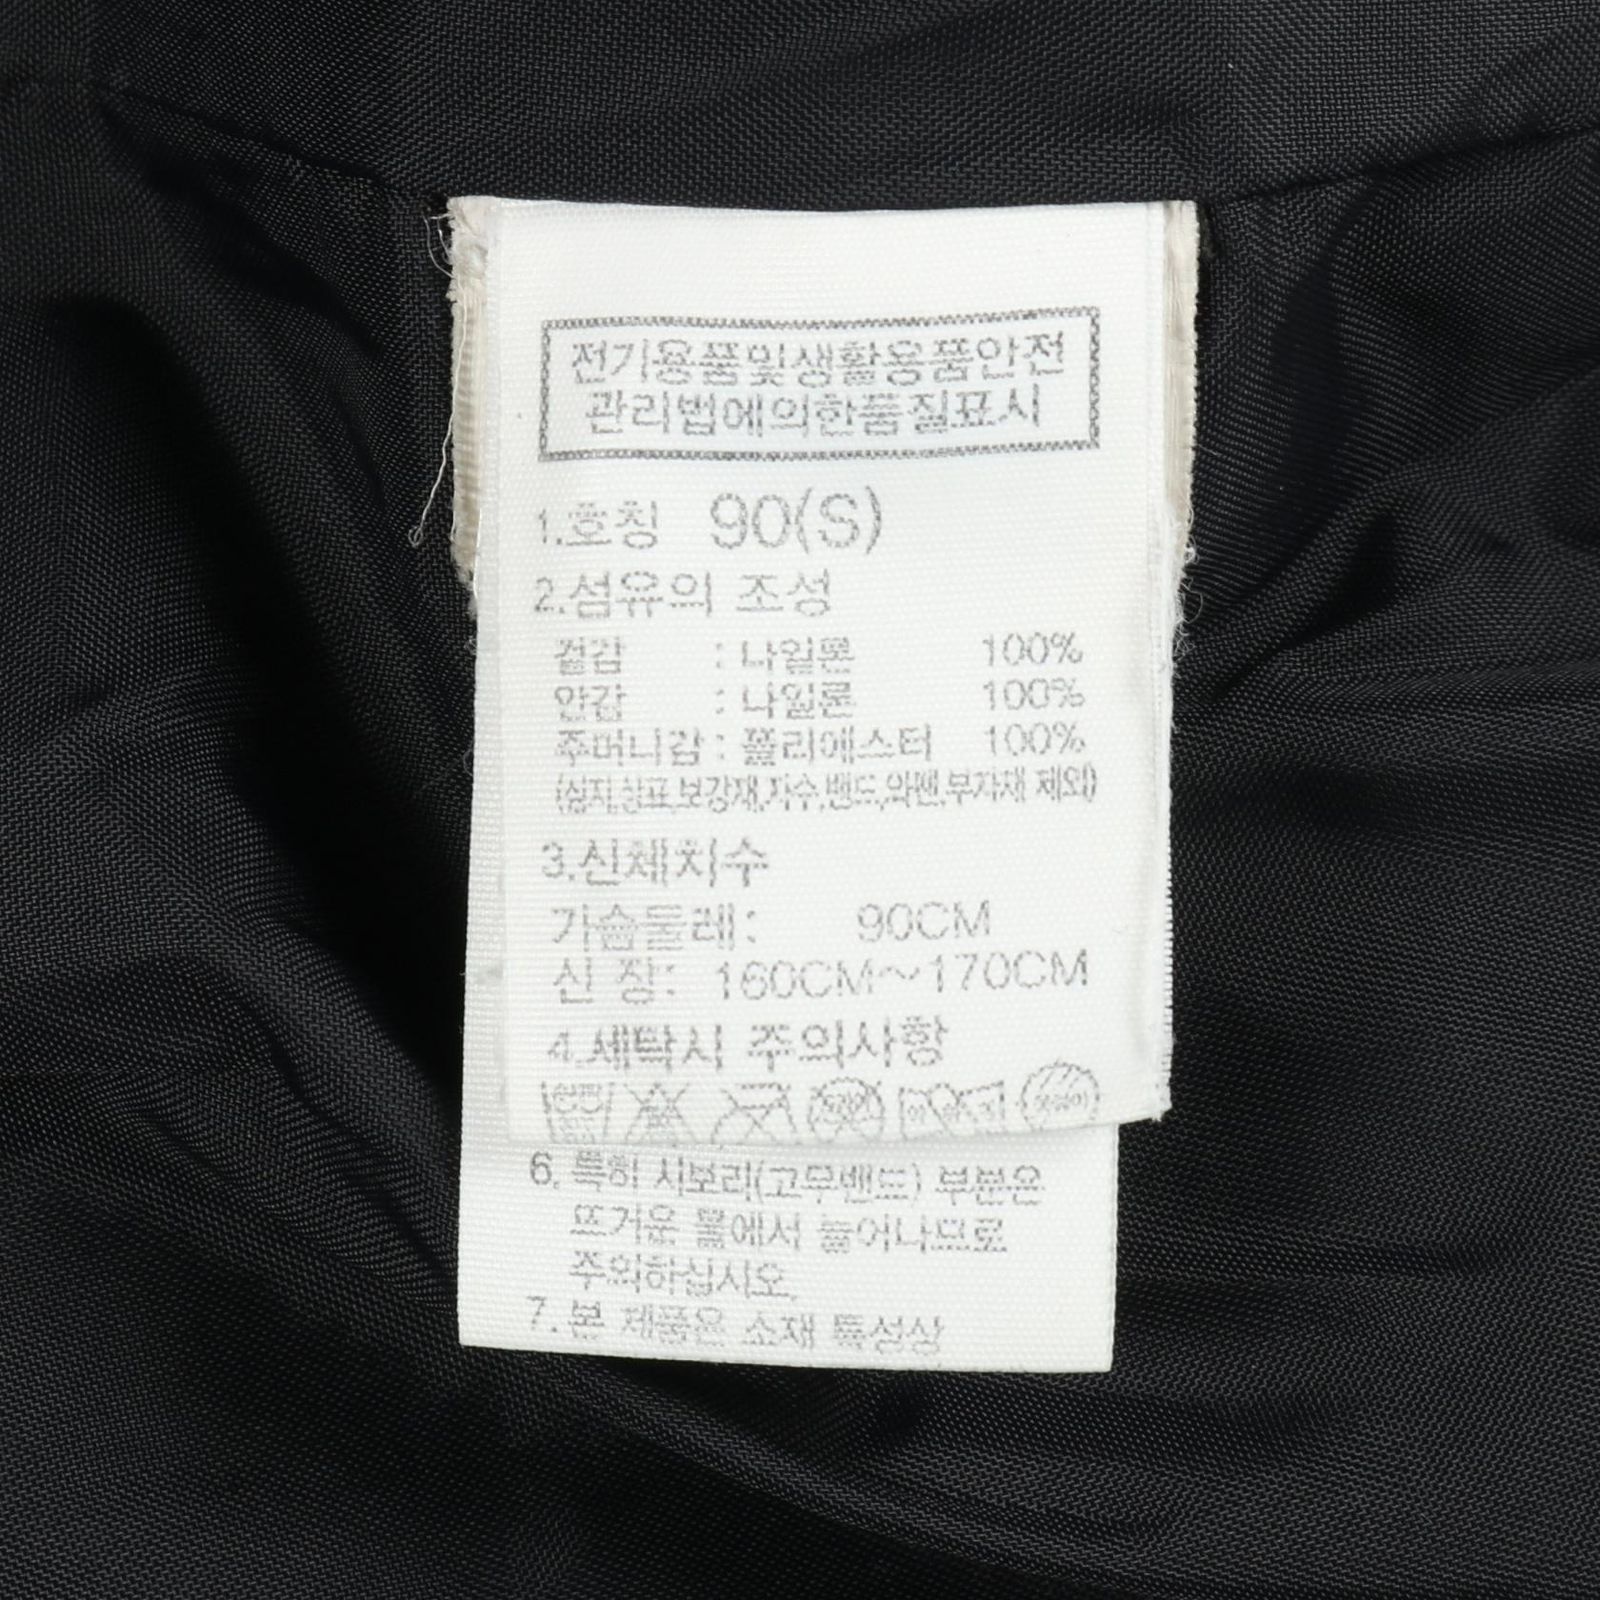 전기용품및생활용품안전
관리법에의한품질표시
1.호칭 90(S)
2.섬유의 조성
겉감 : 나일론 100%
안감 : 나일론 100%
주머니감 : 폴리에스터 100%
(심지,상표,보강재,자수,밴드,와펜,부자재 제외)
3.신체치수
가슴둘레: 90CM
신 장: 160CM~170CM
4.세탁시 주의사항
6. 특히 시보리(고무밴드) 부분은
뜨거운 물에서 늘어나므로
주의하십시오.
7. 본 제품은 소재 특성상